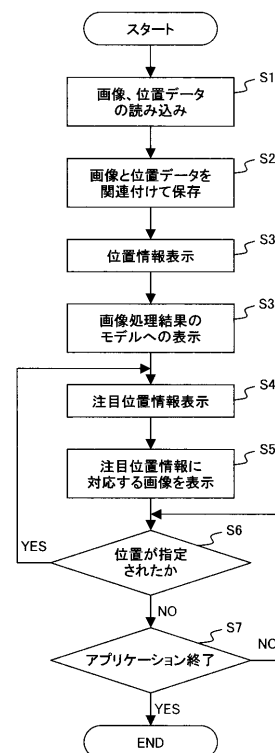 スタート
S1
画像、位置データ
の読み込み
S2
画像と位置データを
関連付けて保存
S3
位置情報表示
S3
画像処理結果の
モデルへの表示
S4
注目位置情報表示
S5
注目位置情報に
対応する画像を表示
S6
位置が指定
されたか
YES
NO
S7
アプリケーション終了
NO
YES
END